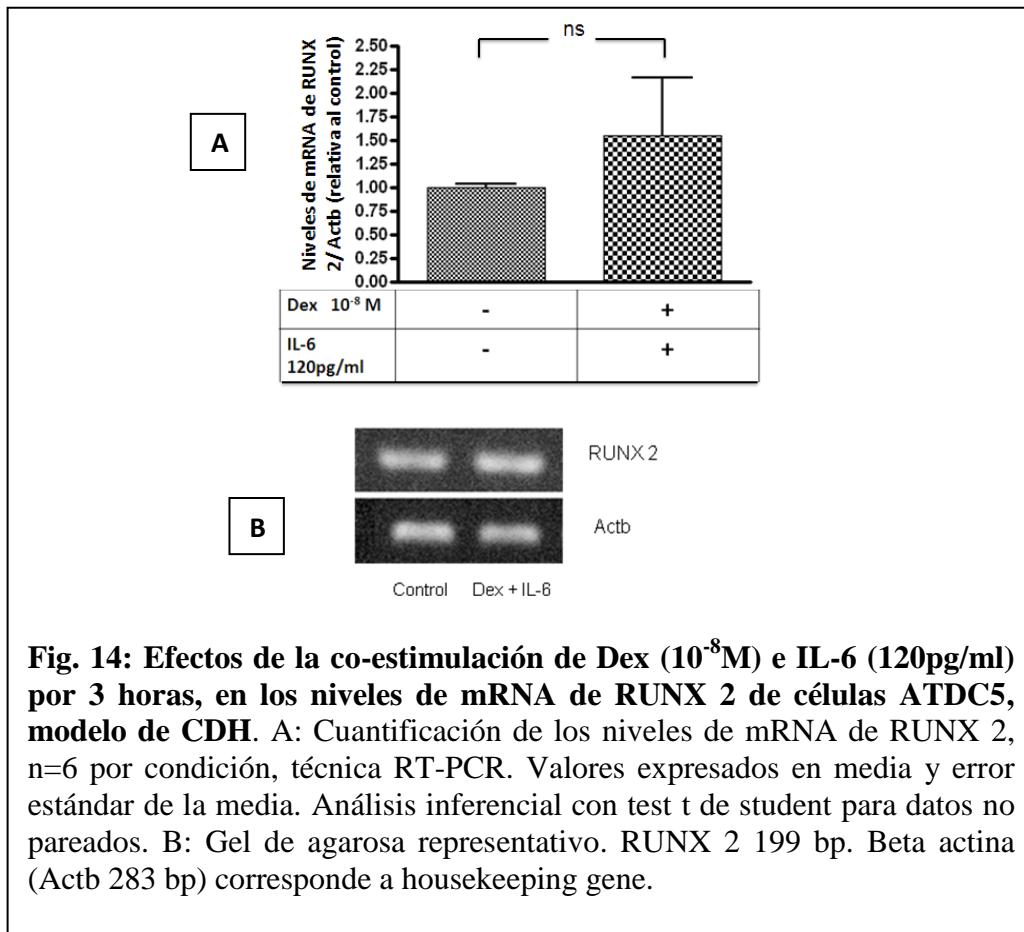 ns
Niveles de mRNA de RUNX
2/ Actb (relativa al control)
2.50
2.25
2.00
1.75
1.50
1.25
1.00
0.75
0.50
0.25
0.00
A
Dex 10⁻⁸ M - +
IL-6
120pg/ml - +
RUNX 2
B
Actb
Control Dex + IL-6
Fig. 14: Efectos de la co-estimulación de Dex (10⁻⁸M) e IL-6 (120pg/ml)
por 3 horas, en los niveles de mRNA de RUNX 2 de células ATDC5,
modelo de CDH. A: Cuantificación de los niveles de mRNA de RUNX 2,
n=6 por condición, técnica RT-PCR. Valores expresados en media y error
estándar de la media. Análisis inferencial con test t de student para datos no
pareados. B: Gel de agarosa representativo. RUNX 2 199 bp. Beta actina
(Actb 283 bp) corresponde a housekeeping gene.